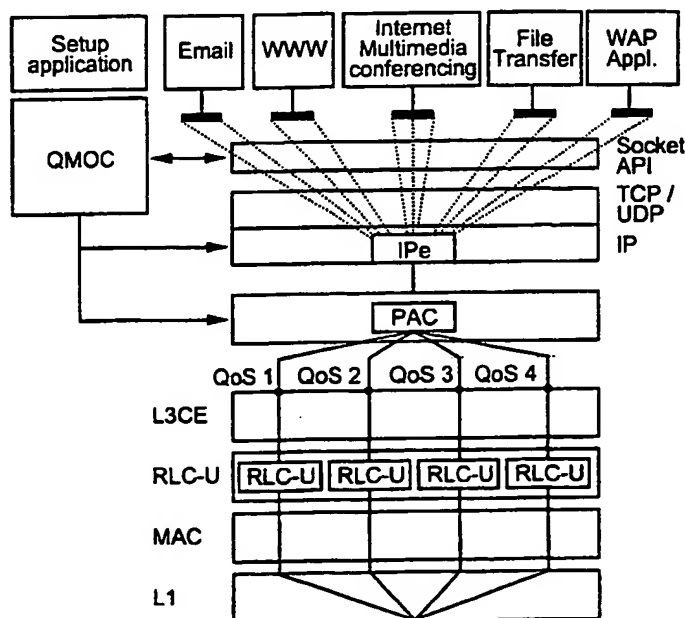 Setup
application
Email
WWW
Internet
Multimedia
conferencing
File
Transfer
WAP
Appl.
QMOC
Socket
API
TCP /
UDP
IPe
IP
PAC
QoS 1
QoS 2
QoS 3
QoS 4
L3CE
RLC-U
RLC-U
RLC-U
RLC-U
RLC-U
MAC
L1